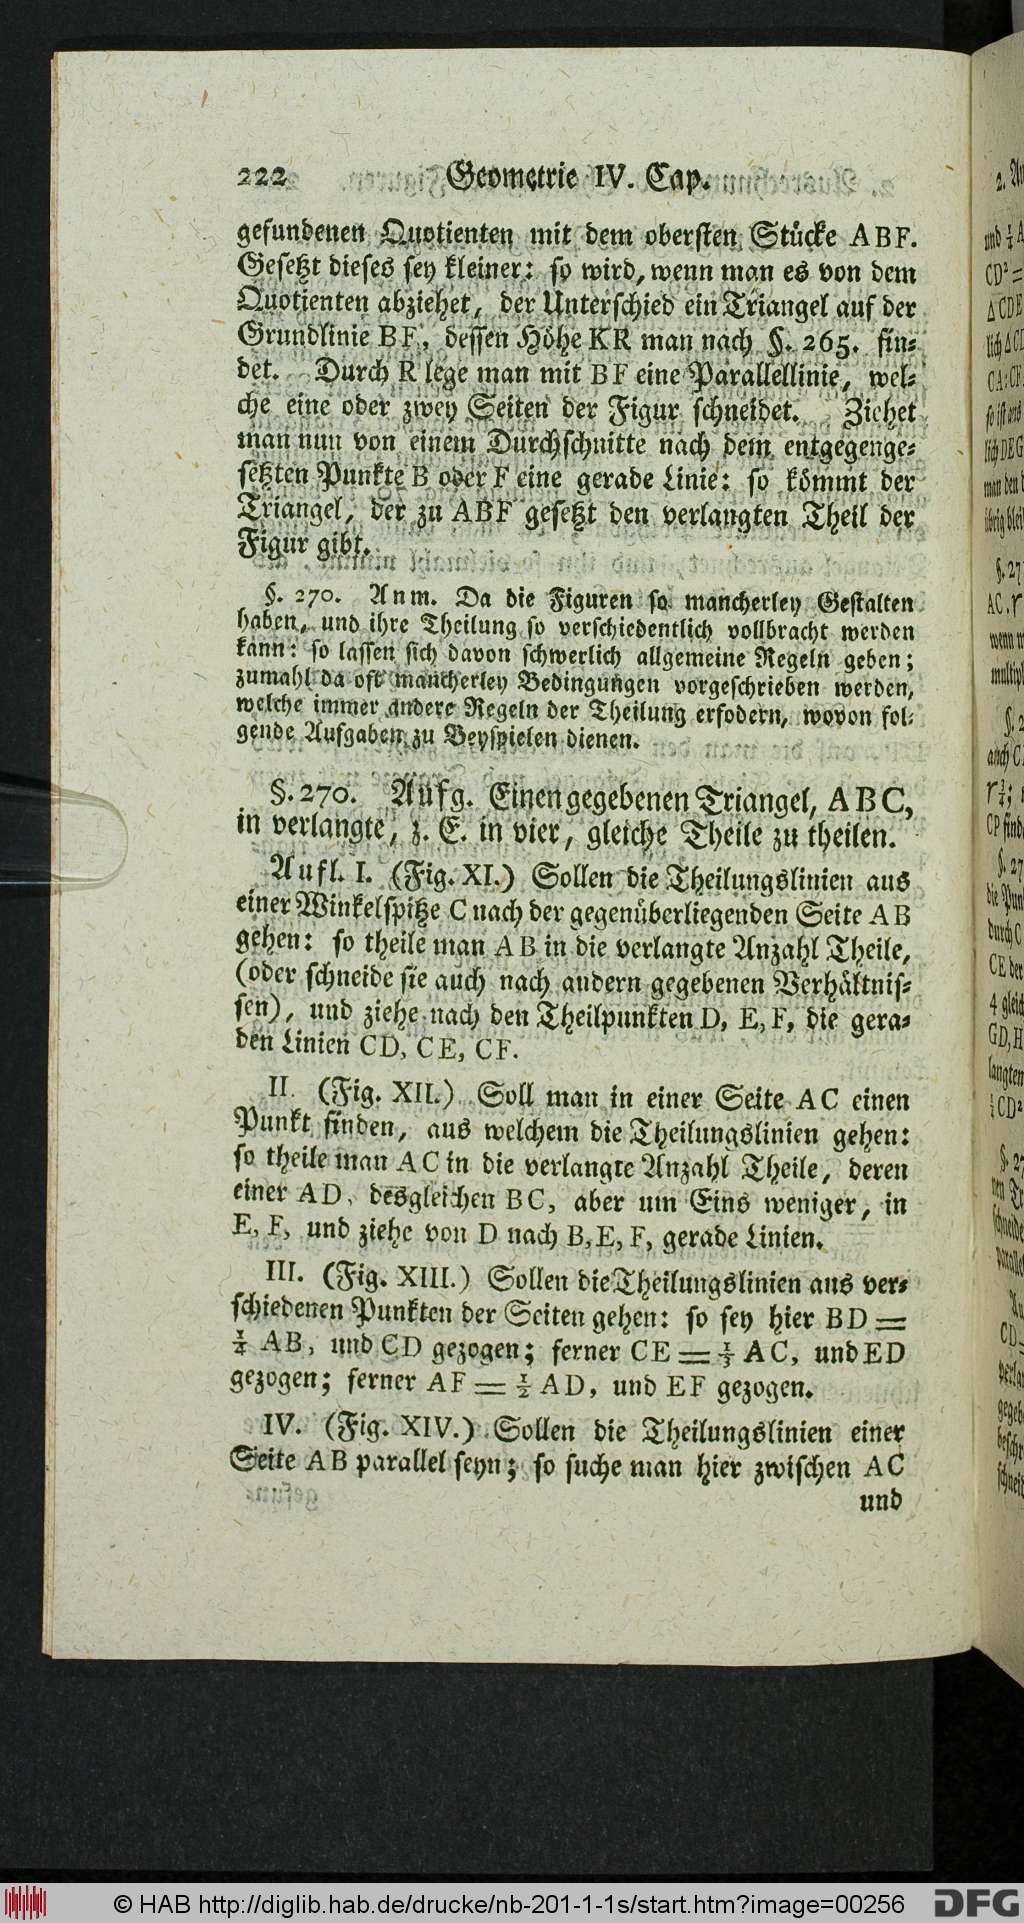 222 Geometrie IV. Cap.
gefundenen Quotienten mit dem obersten Stücke ABF.
Gesetzt dieses sey kleiner: so wird, wenn man es von dem
Quotienten abziehet, der Unterschied ein Triangel auf der
Grundlinie BF, dessen Höhe KR man nach §. 265. fin-
det. Durch R lege man mit BF eine Parallellinie, wel-
che eine oder zwey Seiten der Figur schneidet. Ziehet
man nun von einem Durchschnitte nach dem entgegenge-
setzten Punkte B oder F eine gerade Linie: so kömmt der
Triangel, der zu ABF gesetzt den verlangten Theil der
Figur gibt.
§. 270. Anm. Da die Figuren so mancherley Gestalten
haben, und ihre Theilung so verschiedentlich vollbracht werden
kann: so lassen sich davon schwerlich allgemeine Regeln geben;
zumahl da oft mancherley Bedingungen vorgeschrieben werden,
welche immer andere Regeln der Theilung erfodern, wovon fol-
gende Aufgaben zu Beyspielen dienen.
§. 270. Aufg. Einen gegebenen Triangel, ABC,
in verlangte, z. E. in vier, gleiche Theile zu theilen.
Aufl. I. (Fig. XI.) Sollen die Theilungslinien aus
einer Winkelspitze C nach der gegenüberliegenden Seite AB
gehen: so theile man AB in die verlangte Anzahl Theile,
(oder schneide sie auch nach andern gegebenen Verhältnis-
sen), und ziehe nach den Theilpunkten D, E, F, die gera-
den Linien CD, CE, CF.
II. (Fig. XII.) Soll man in einer Seite AC einen
Punkt finden, aus welchem die Theilungslinien gehen:
so theile man AC in die verlangte Anzahl Theile, deren
einer AD, desgleichen BC, aber um Eins weniger, in
E, F, und ziehe von D nach B, E, F, gerade Linien.
III. (Fig. XIII.) Sollen die Theilungslinien aus ver-
schiedenen Punkten der Seiten gehen: so sey hier BD =
¼ AB, und CD gezogen; ferner CE = ⅓ AC, und ED
gezogen; ferner AF = ½ AD, und EF gezogen.
IV. (Fig. XIV.) Sollen die Theilungslinien einer
Seite AB parallel seyn; so suche man hier zwischen AC
und
© HAB http://diglib.hab.de/drucke/nb-201-1-1s/start.htm?image=00256
DFG